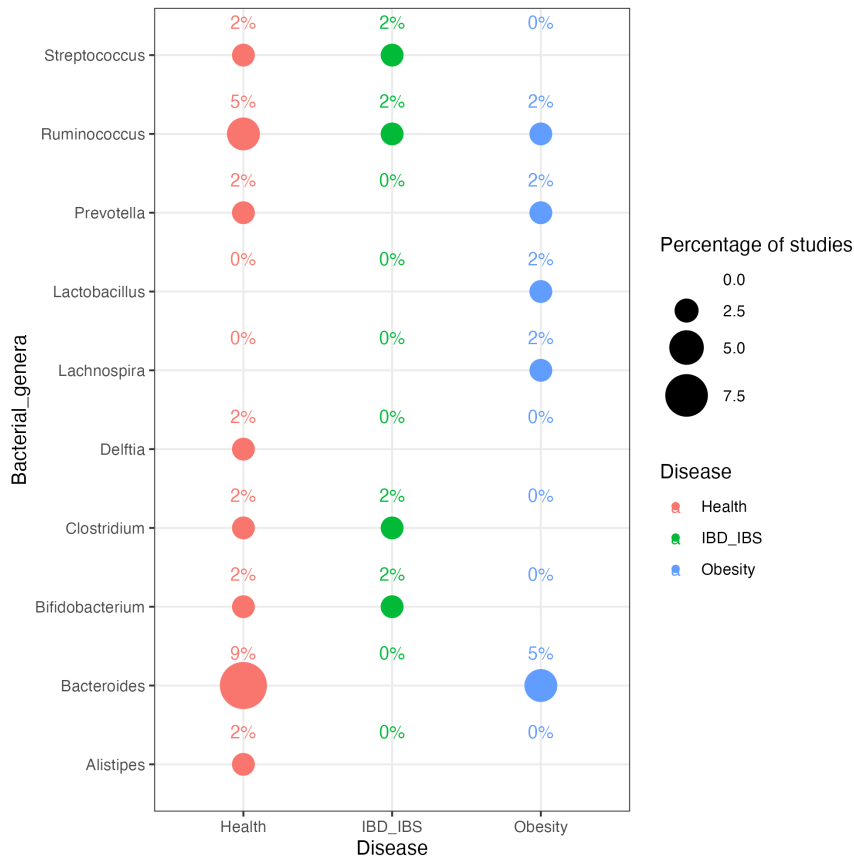 2% 2% 0%
Streptococcus
5% 2% 2%
Ruminococcus
2% 0% 2%
Prevotella
0% 0% 2%
Lactobacillus
0% 0% 2%
Lachnospira
2% 0% 0%
Delftia
2% 2% 0%
Clostridium
2% 2% 0%
Bifidobacterium
9% 0% 5%
Bacteroides
2% 0% 0%
Alistipes
Bacterial_genera
Health IBD_IBS Obesity
Disease
Percentage of studies
0.0
2.5
5.0
7.5
Disease
a Health
a IBD_IBS
a Obesity